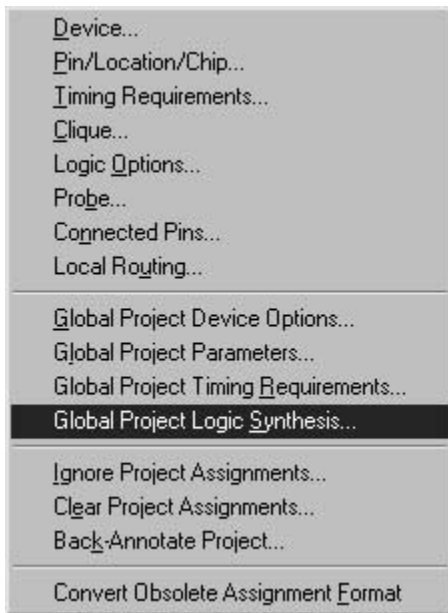 Device...
Pin/Location/Chip...
Timing Requirements...
Clique...
Logic Options...
Probe...
Connected Pins...
Local Routing...
Global Project Device Options...
Global Project Parameters...
Global Project Timing Requirements...
Global Project Logic Synthesis...
Ignore Project Assignments...
Clear Project Assignments...
Back-Annotate Project...
Convert Obsolete Assignment Format